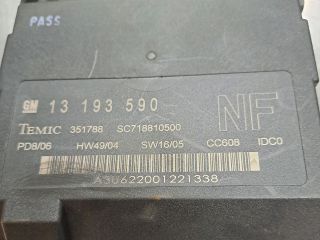 PASS
GM 13 193 590 NF
TEMIC 351788 SC718810500
PD8/06 HW49/04 SW16/05 CC608 IDC0
A3U622001221338